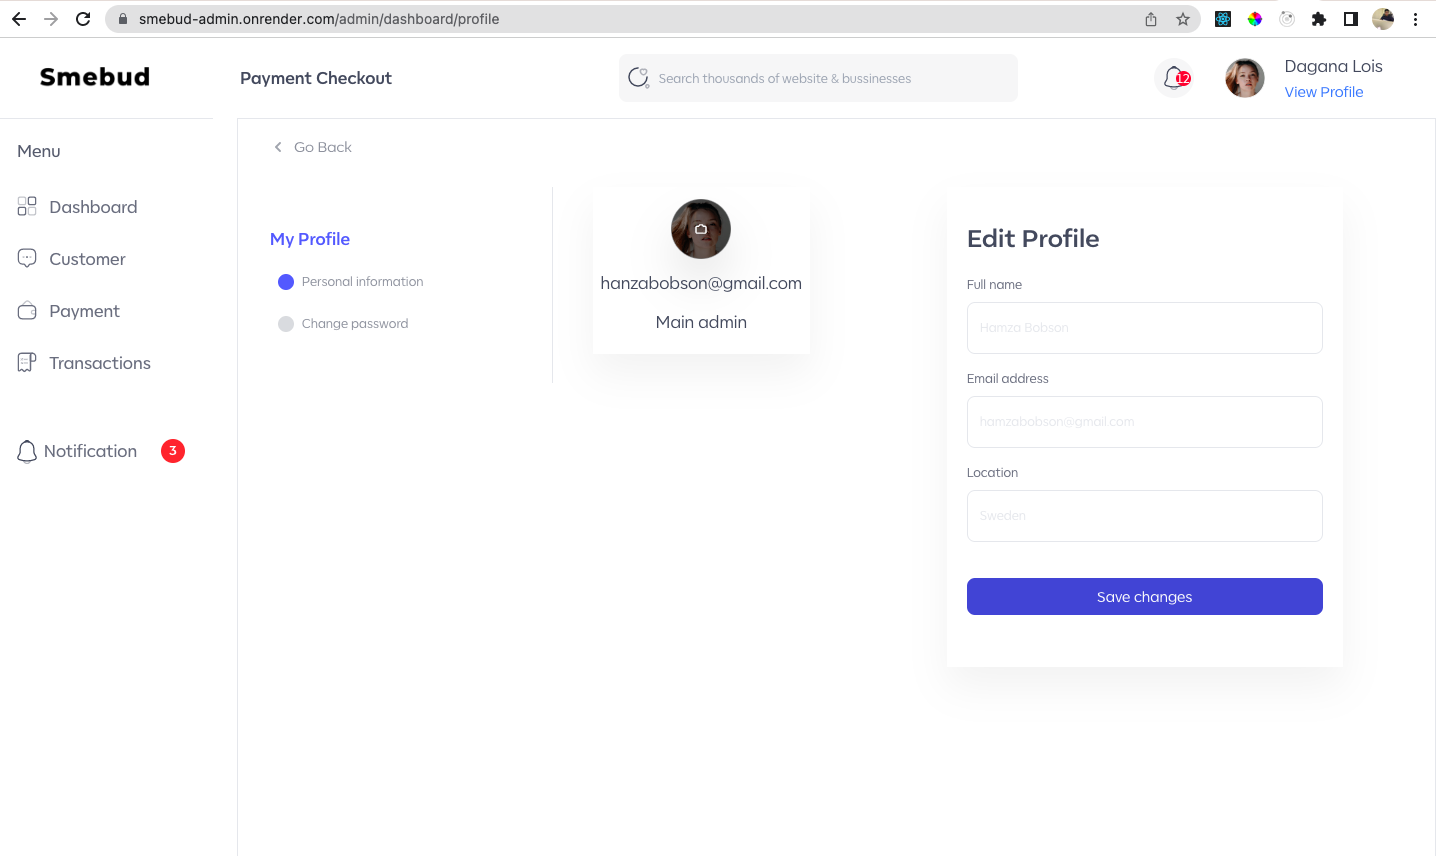 smebud-admin.onrender.com/admin/dashboard/profile
Smebud
Payment Checkout
Search thousands of website & bussinesses
12
Dagana Lois
View Profile
Menu
Dashboard
Customer
Payment
Transactions
Notification
3
Go Back
My Profile
Personal information
Change password
hanzabobson@gmail.com
Main admin
Edit Profile
Full name
Hamza Bobson
Email address
hamzabobson@gmail.com
Location
Sweden
Save changes